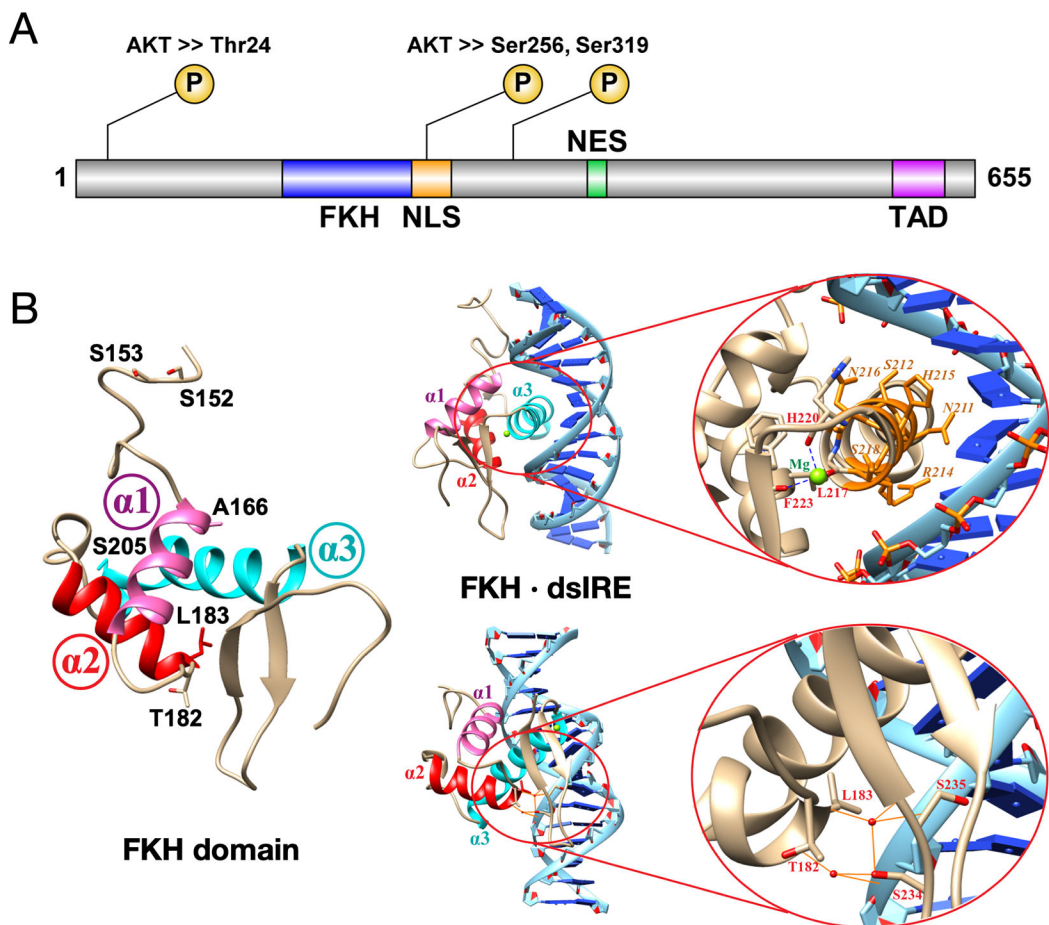 A
AKT >> Thr24
AKT >> Ser256, Ser319
P
P
P
NES
1
655
FKH
NLS
TAD
B
S153
S152
α1
A166
S205
α3
L183
α2
T182
FKH domain
α1
α3
α2
FKH · dsIRE
α1
α2
α3
N216
S212
H215
H220
N211
S218
Mg
R214
L217
F223
L183
S235
T182
S234